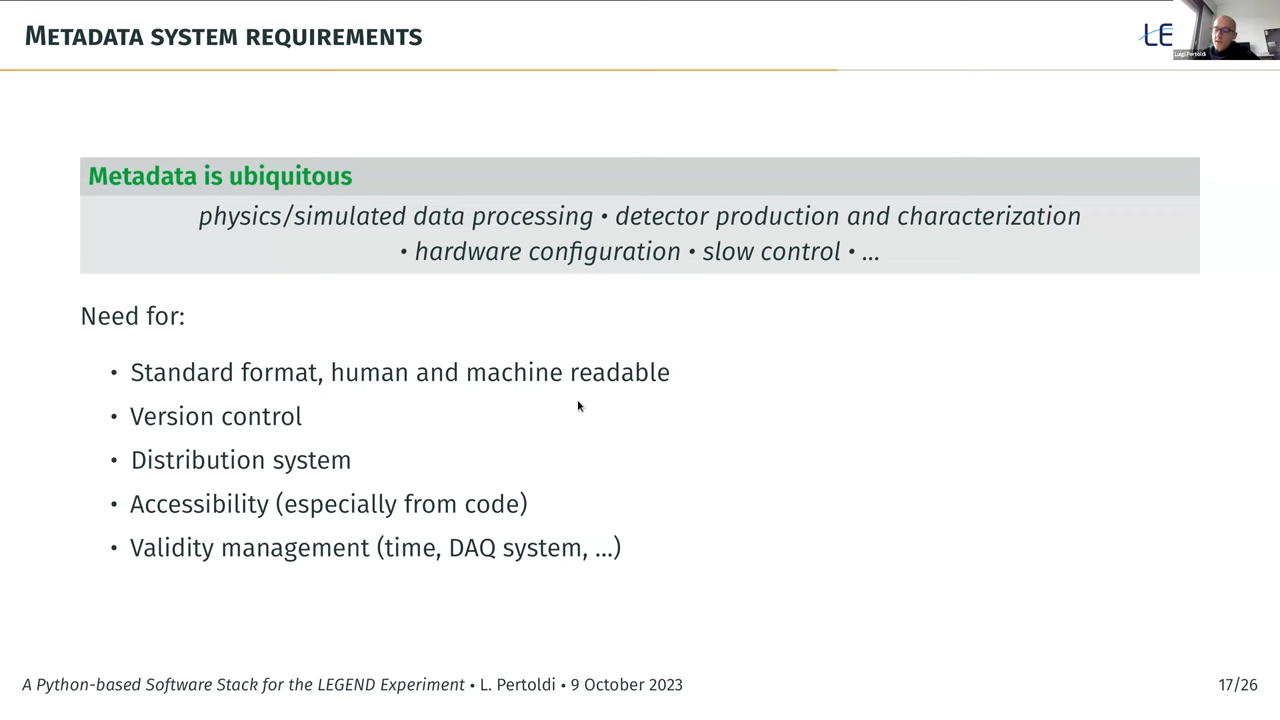 METADATA SYSTEM REQUIREMENTS
LE
Luigi Pertoldi
Metadata is ubiquitous
physics/simulated data processing • detector production and characterization
• hardware configuration • slow control • ...
Need for:
• Standard format, human and machine readable
• Version control
• Distribution system
• Accessibility (especially from code)
• Validity management (time, DAQ system, ...)
A Python-based Software Stack for the LEGEND Experiment • L. Pertoldi • 9 October 2023
17/26